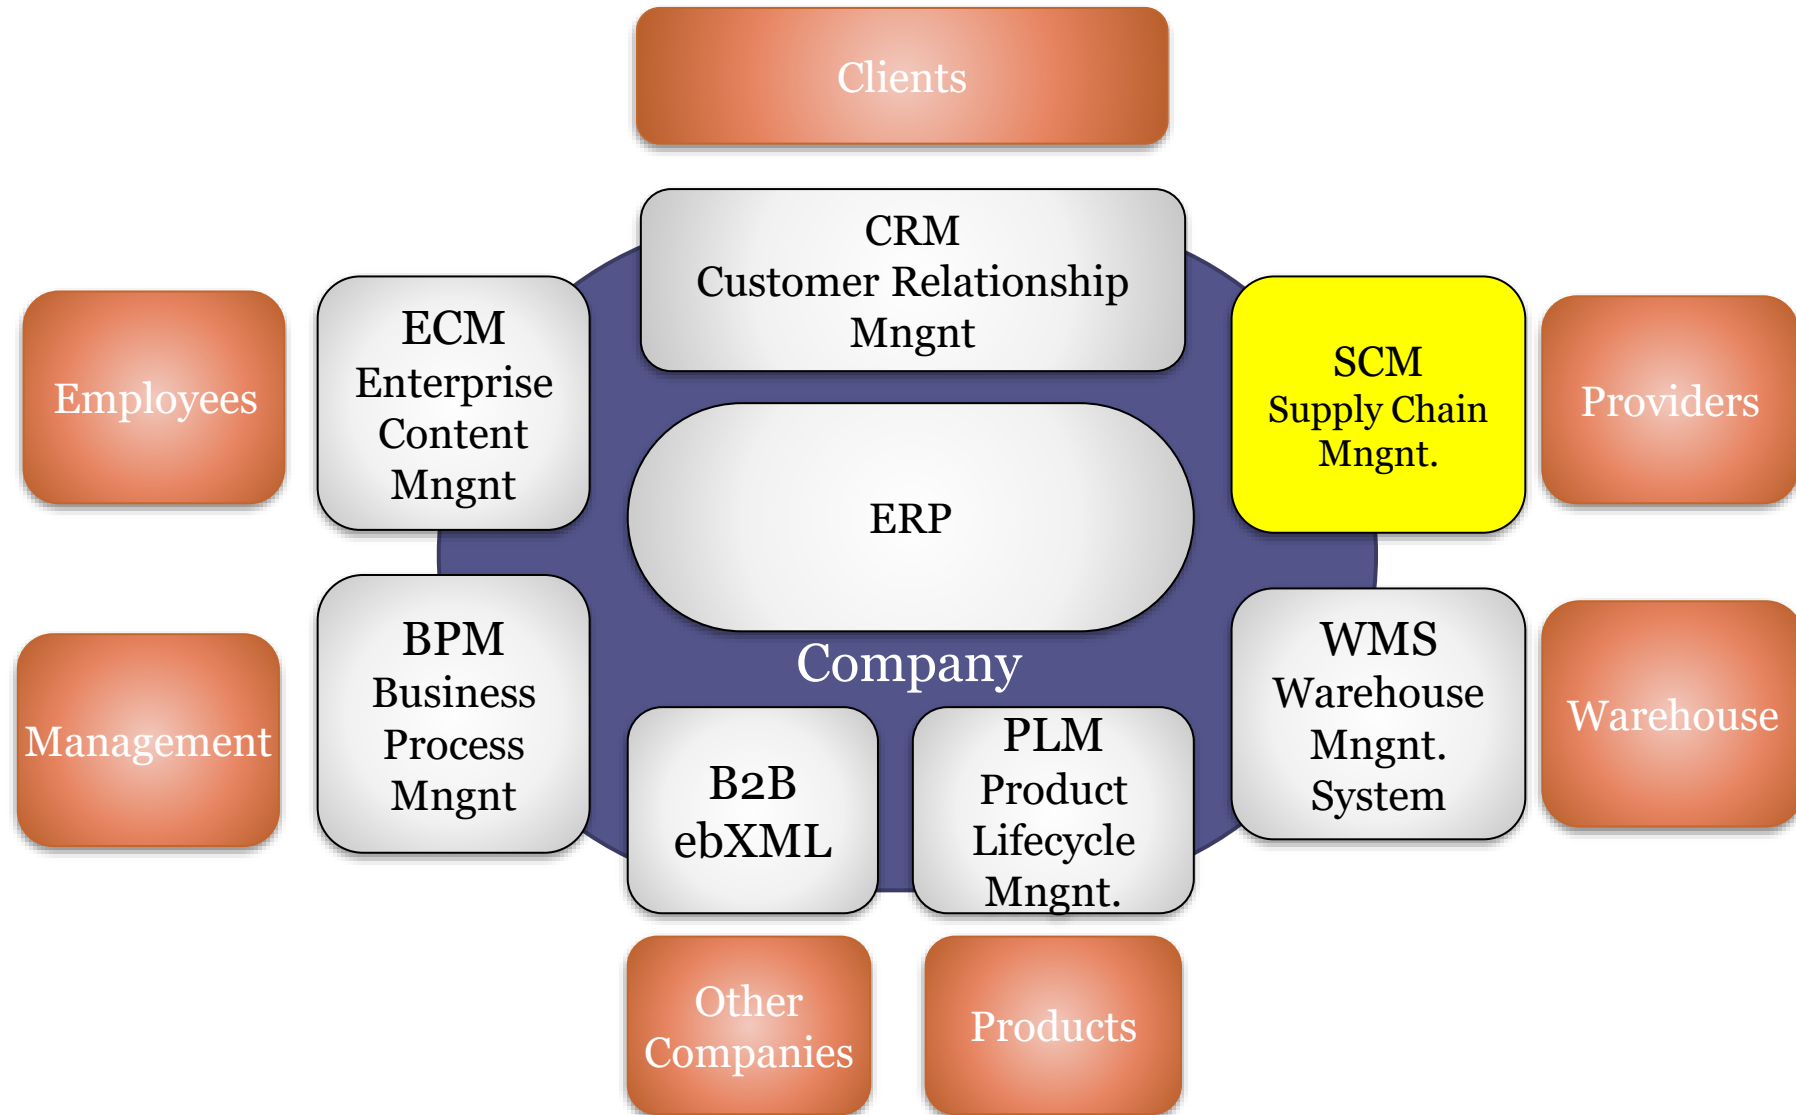 Clients
CRM
Customer Relationship
Mngnt
ECM
Enterprise
Content
Mngnt
Employees
SCM
Supply Chain
Mngnt.
Providers
ERP
Company
BPM
Business
Process
Mngnt
Management
WMS
Warehouse
Mngnt.
System
Warehouse
B2B
ebXML
PLM
Product
Lifecycle
Mngnt.
Other
Companies
Products